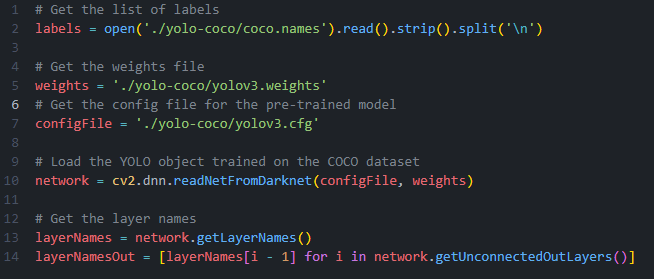 1 # Get the list of labels
2 labels = open('./yolo-coco/coco.names').read().strip().split('\n')
3
4 # Get the weights file
5 weights = './yolo-coco/yolov3.weights'
6 # Get the config file for the pre-trained model
7 configFile = './yolo-coco/yolov3.cfg'
8
9 # Load the YOLO object trained on the COCO dataset
10 network = cv2.dnn.readNetFromDarknet(configFile, weights)
11
12 # Get the layer names
13 layerNames = network.getLayerNames()
14 layerNamesOut = [layerNames[i - 1] for i in network.getUnconnectedOutLayers()]